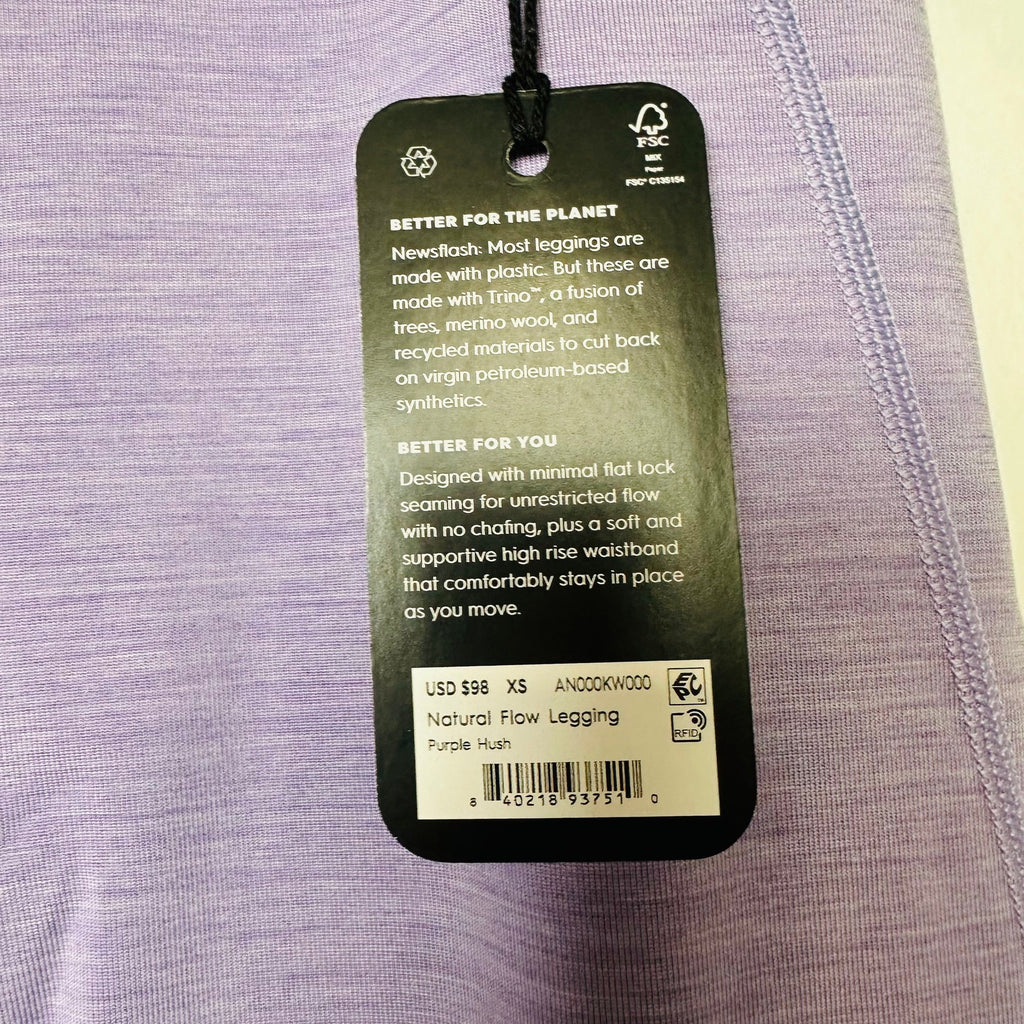 FSC
MIX
Paper
FSC® C135154
BETTER FOR THE PLANET
Newsflash: Most leggings are
made with plastic. But these are
made with Trino™, a fusion of
trees, merino wool, and
recycled materials to cut back
on virgin petroleum-based
synthetics.
BETTER FOR YOU
Designed with minimal flat lock
seaming for unrestricted flow
with no chafing, plus a soft and
supportive high rise waistband
that comfortably stays in place
as you move.
USD $98 XS AN000KW000
EPC™
Natural Flow Legging
RFID
Purple Hush
8 40218 93751 0